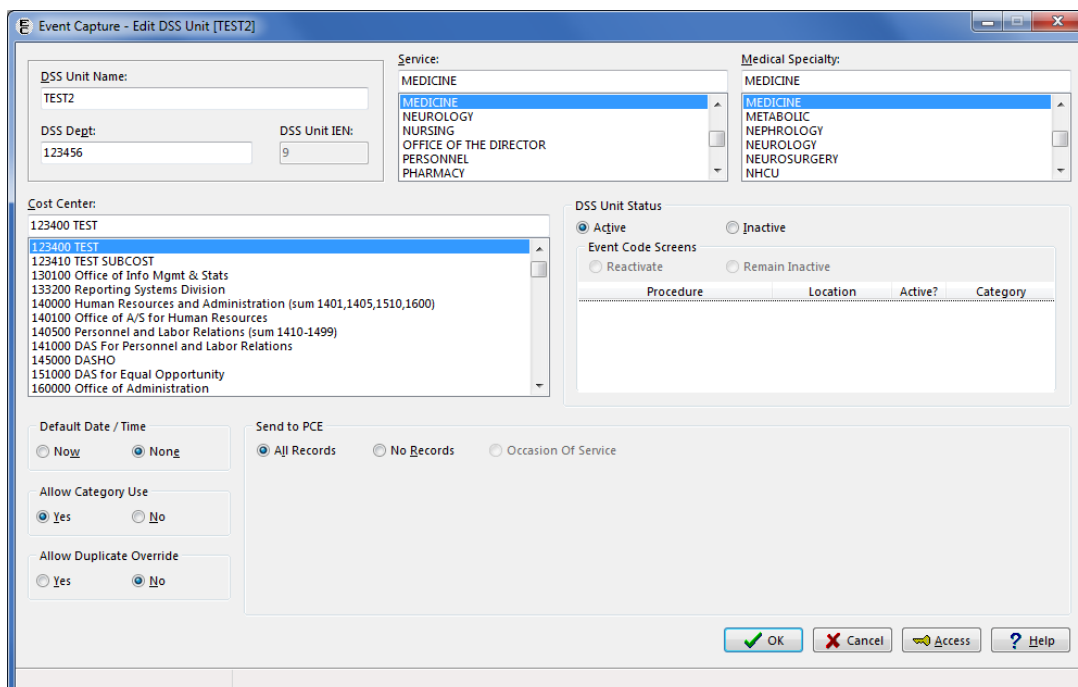 Event Capture - Edit DSS Unit [TEST2]
DSS Unit Name:
TEST2
DSS Dept:
DSS Unit IEN:
123456
9
Service:
MEDICINE
MEDICINE
NEUROLOGY
NURSING
OFFICE OF THE DIRECTOR
PERSONNEL
PHARMACY
Medical Specialty:
MEDICINE
MEDICINE
METABOLIC
NEPHROLOGY
NEUROLOGY
NEUROSURGERY
NHCU
Cost Center:
123400 TEST
123400 TEST
123410 TEST SUBCOST
130100 Office of Info Mgmt & Stats
133200 Reporting Systems Division
140000 Human Resources and Administration (sum 1401,1405,1510,1600)
140100 Office of A/S for Human Resources
140500 Personnel and Labor Relations (sum 1410-1499)
141000 DAS For Personnel and Labor Relations
145000 DASHO
151000 DAS for Equal Opportunity
160000 Office of Administration
DSS Unit Status
Active Inactive
Event Code Screens
Reactivate Remain Inactive
Procedure Location Active? Category
Default Date / Time
Now None
Send to PCE
All Records No Records Occasion Of Service
Allow Category Use
Yes No
Allow Duplicate Override
Yes No
OK Cancel Access Help